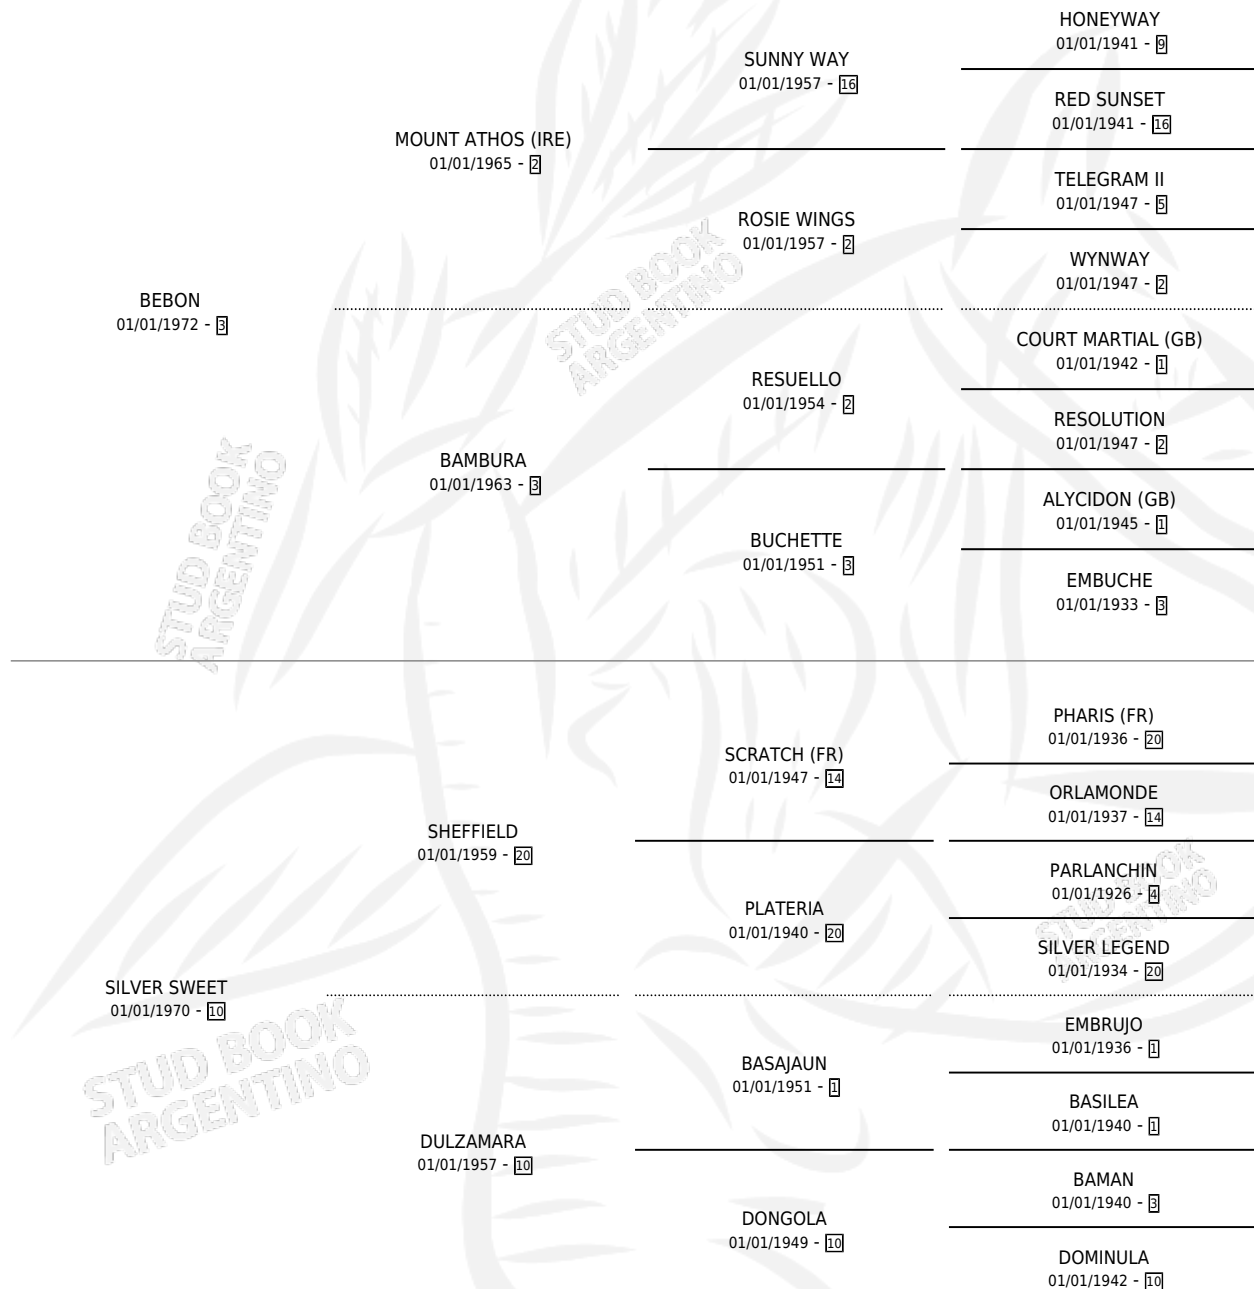 HONEYWAY
01/01/1941 - 9
SUNNY WAY
01/01/1957 - 16
RED SUNSET
01/01/1941 - 16
MOUNT ATHOS (IRE)
01/01/1965 - 2
TELEGRAM II
01/01/1947 - 5
ROSIE WINGS
01/01/1957 - 2
WYNWAY
01/01/1947 - 2
BEBON
01/01/1972 - 3
COURT MARTIAL (GB)
01/01/1942 - 1
RESUELLO
01/01/1954 - 2
RESOLUTION
01/01/1947 - 2
BAMBURA
01/01/1963 - 3
ALYCIDON (GB)
01/01/1945 - 1
BUCHETTE
01/01/1951 - 3
EMBUCHE
01/01/1933 - 3
STUD BOOK
ARGENTINO
STUD BOOK
ARGENTINO
PHARIS (FR)
01/01/1936 - 20
SCRATCH (FR)
01/01/1947 - 14
ORLAMONDE
01/01/1937 - 14
SHEFFIELD
01/01/1959 - 20
PARLANCHIN
01/01/1926 - 4
PLATERIA
01/01/1940 - 20
SILVER LEGEND
01/01/1934 - 20
STUD BOOK
ARGENTINO
SILVER SWEET
01/01/1970 - 10
EMBRUJO
01/01/1936 - 1
BASAJAUN
01/01/1951 - 1
BASILEA
01/01/1940 - 1
DULZAMARA
01/01/1957 - 10
BAMAN
01/01/1940 - 3
DONGOLA
01/01/1949 - 10
DOMINULA
01/01/1942 - 10
STUD BOOK
ARGENTINO